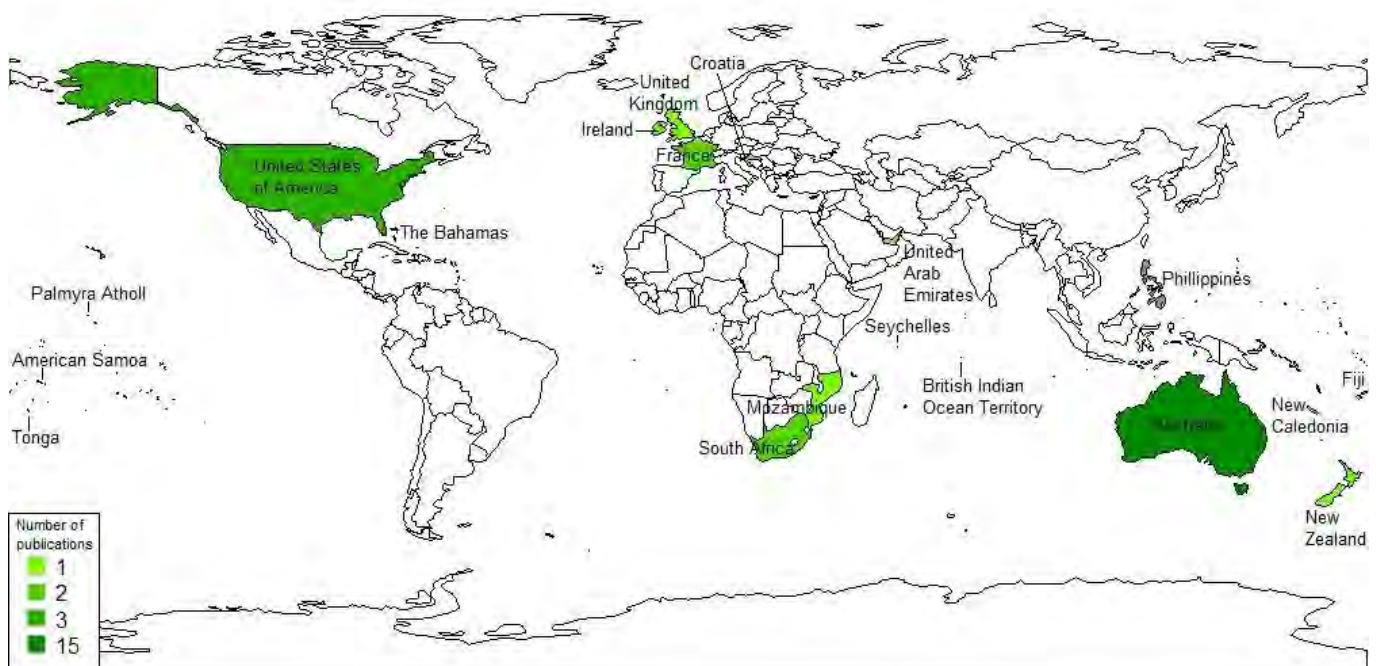 Croatia
United
Kingdom
Ireland
France
United States
of America
The Bahamas
United
Arab
Emirates
Phillippines
Palmyra Atholl
Seychelles
American Samoa
British Indian
Ocean Territory
Fiji
Mozambique
New
Caledonia
Tonga
South Africa
Australia
New
Zealand
Number of
publications
1
2
3
15